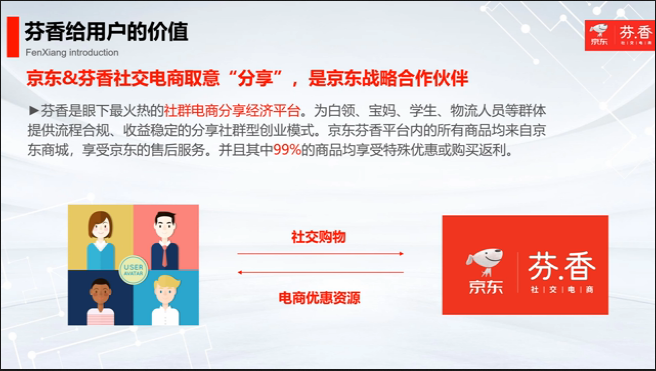 芬香给用户的价值
FenXiang introduction
京东
芬.香
社|交|电|商
京东&芬香社交电商取意“分享”，是京东战略合作伙伴
►芬香是眼下最火热的社群电商分享经济平台。为白领、宝妈、学生、物流人员等群体
提供流程合规、收益稳定的分享社群型创业模式。京东芬香平台内的所有商品均来自京
东商城，享受京东的售后服务。并且其中99%的商品均享受特殊优惠或购买返利。
USER
AVATAR
社交购物
电商优惠资源
京东
芬.香
社|交|电|商